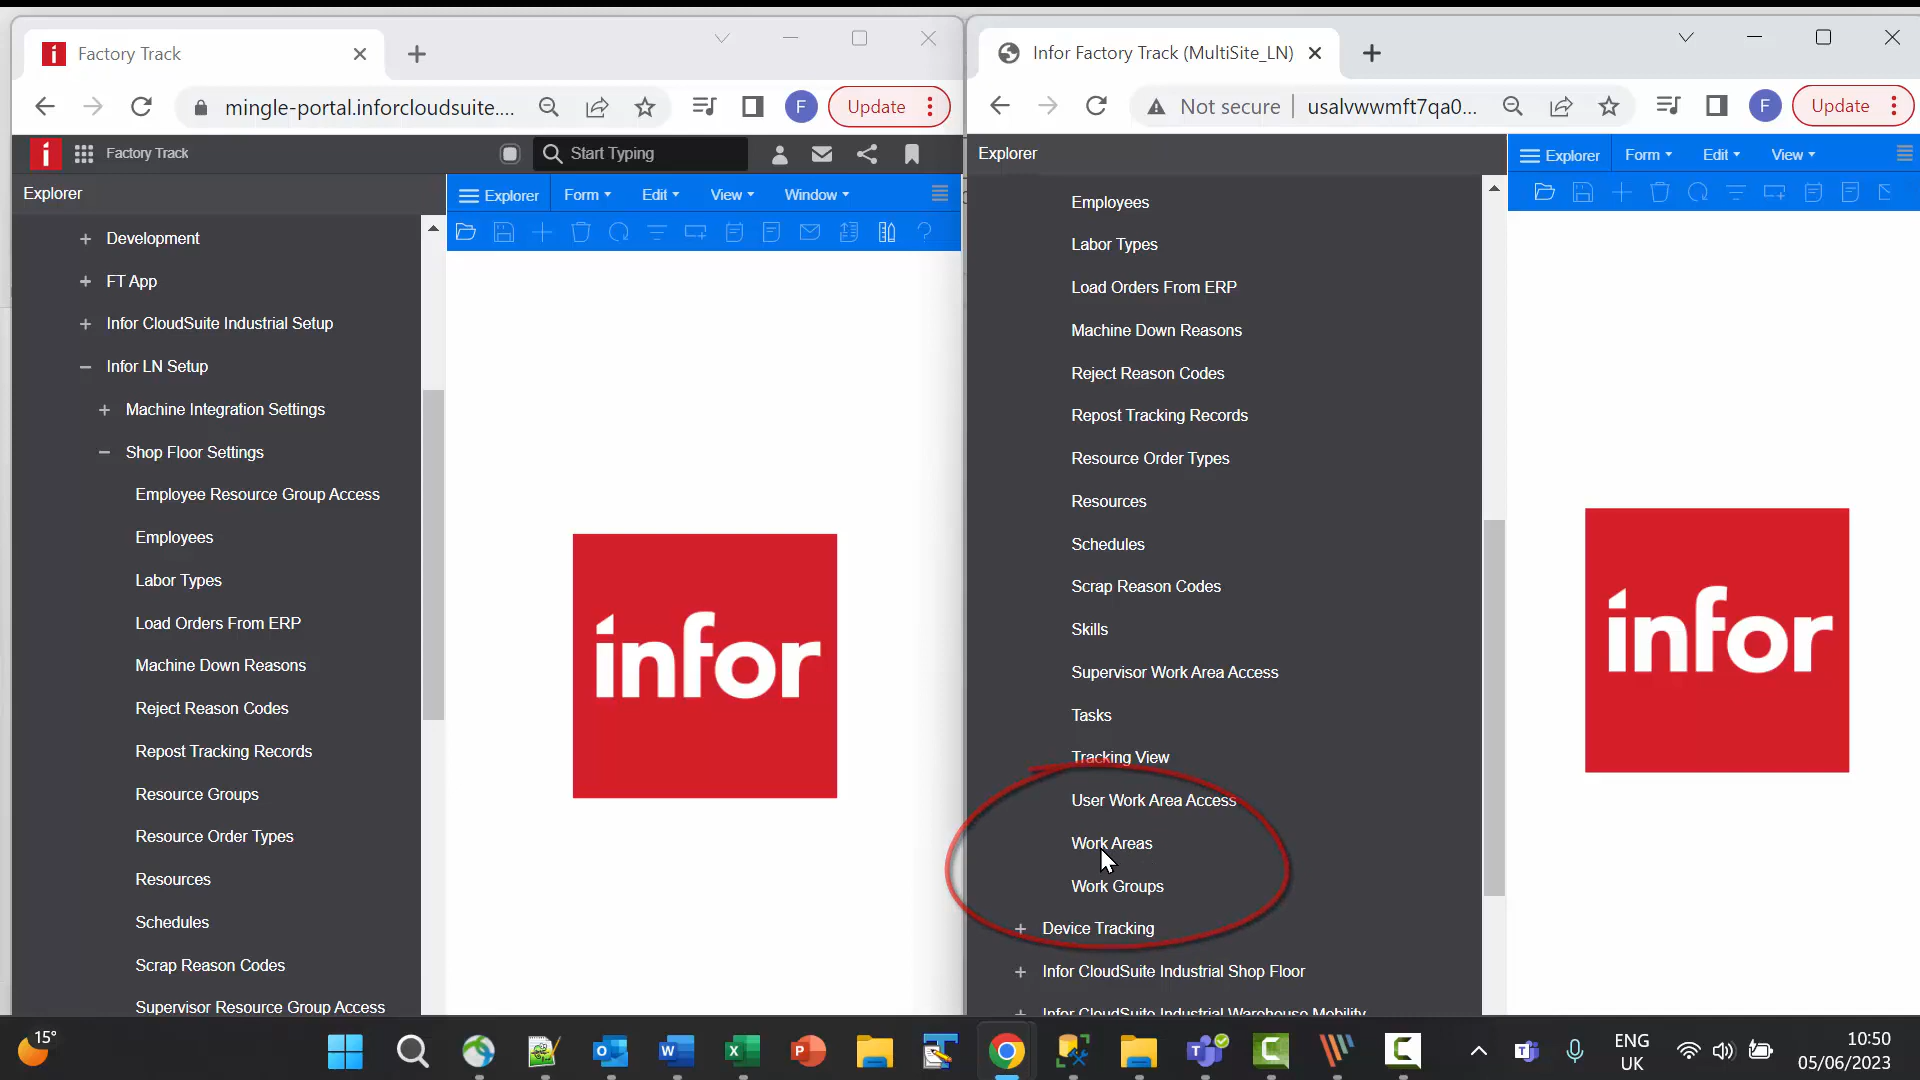 Factory Track
mingle-portal.inforcloudsuite....
F
Update
Factory Track
Start Typing
Explorer
Explorer
Form
Edit
View
Window
Development
FT App
Infor CloudSuite Industrial Setup
Infor LN Setup
Machine Integration Settings
Shop Floor Settings
Employee Resource Group Access
Employees
Labor Types
Load Orders From ERP
Machine Down Reasons
Reject Reason Codes
Repost Tracking Records
Resource Groups
Resource Order Types
Resources
Schedules
Scrap Reason Codes
Supervisor Resource Group Access
infor
Infor Factory Track (MultiSite_LN)
Not secure
usalvwwmft7qa0...
F
Update
Explorer
Explorer
Form
Edit
View
Employees
Labor Types
Load Orders From ERP
Machine Down Reasons
Reject Reason Codes
Repost Tracking Records
Resource Order Types
Resources
Schedules
Scrap Reason Codes
Skills
Supervisor Work Area Access
Tasks
Tracking View
User Work Area Access
Work Areas
Work Groups
Device Tracking
Infor CloudSuite Industrial Shop Floor
Infor CloudSuite Industrial Warehouse Mobility
infor
15°
ENG
UK
10:50
05/06/2023